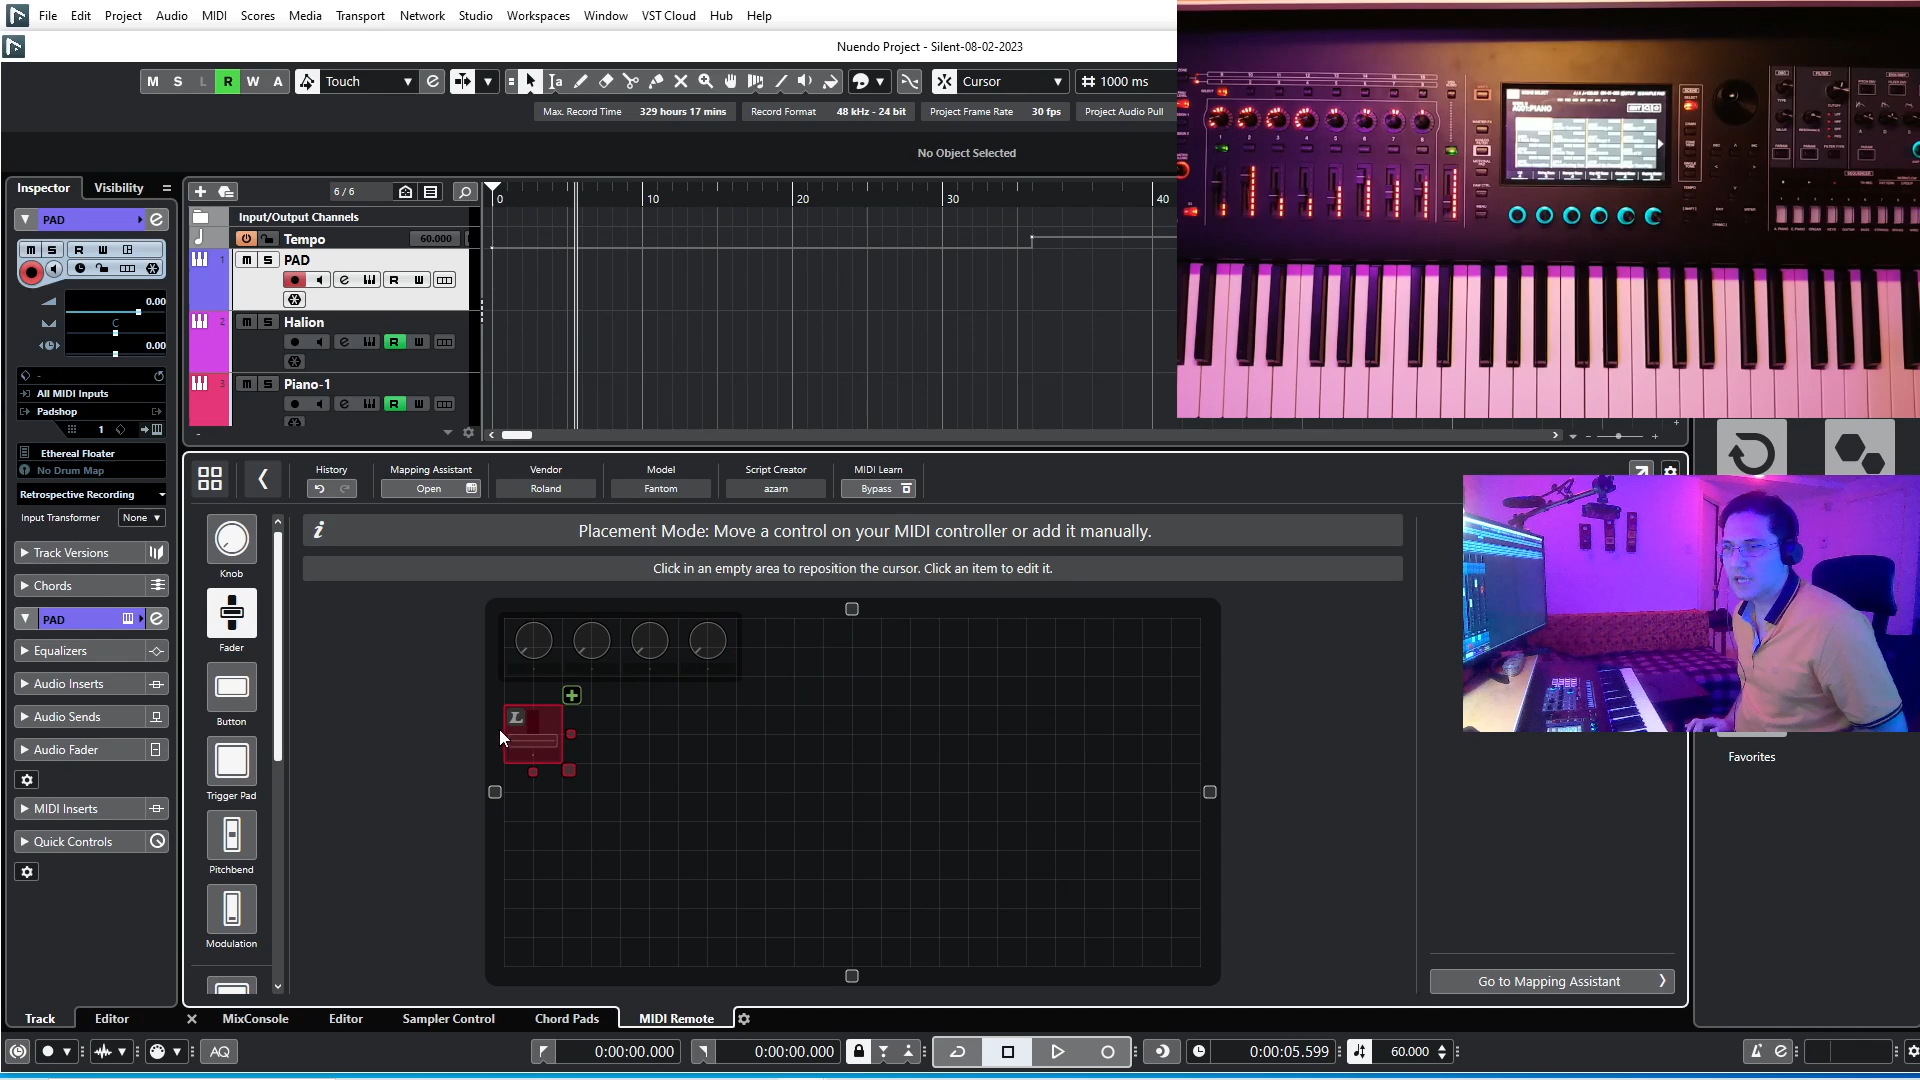 File Edit Project Audio MIDI Scores Media Transport Network Studio Workspaces Window VST Cloud Hub Help
Nuendo Project - Silent-08-02-2023
M S L R W A Touch Cursor 1000 ms
Max. Record Time 329 hours 17 mins Record Format 48 kHz - 24 bit Project Frame Rate 30 fps Project Audio Pull
No Object Selected
Inspector Visibility
6 / 6
0 10 20 30 40
PAD
Input/Output Channels
Tempo 60.000
M S R W
1 PAD
M S R W
0.00
C
0.00
2 Halion
M S R W
All MIDI Inputs
Padshop
1
3 Piano-1
M S R W
Ethereal Floater
No Drum Map
Retrospective Recording
Input Transformer None
Track Versions
Chords
PAD
Equalizers
Audio Inserts
Audio Sends
Audio Fader
MIDI Inserts
Quick Controls
History Mapping Assistant Vendor Model Script Creator MIDI Learn
Open Roland Fantom azarn Bypass
Placement Mode: Move a control on your MIDI controller or add it manually.
Click in an empty area to reposition the cursor. Click an item to edit it.
Knob
Fader
Button
Trigger Pad
Pitchbend
Modulation
L
Favorites
Go to Mapping Assistant
Track Editor MixConsole Editor Sampler Control Chord Pads MIDI Remote
AQ 0:00:00.000 0:00:00.000 0:00:05.599 60.000